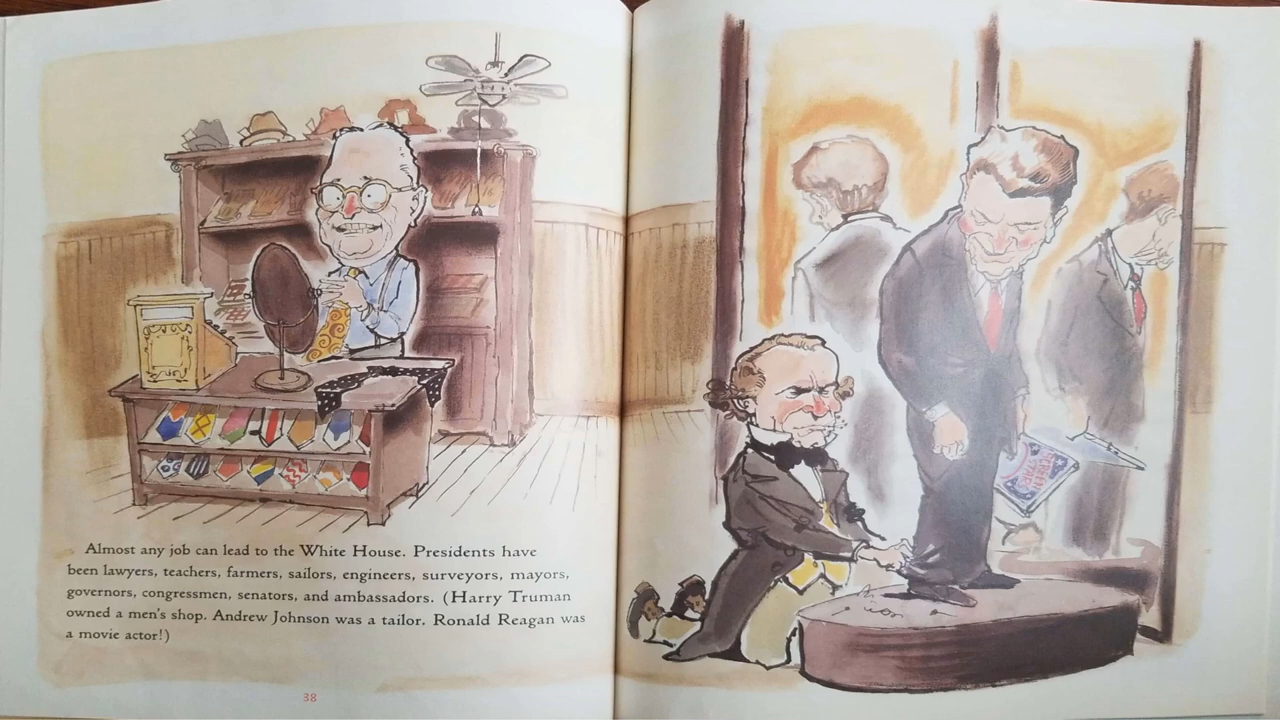 Almost any job can lead to the White House. Presidents have
been lawyers, teachers, farmers, sailors, engineers, surveyors, mayors,
governors, congressmen, senators, and ambassadors. (Harry Truman
owned a men's shop. Andrew Johnson was a tailor. Ronald Reagan was
a movie actor!)
38